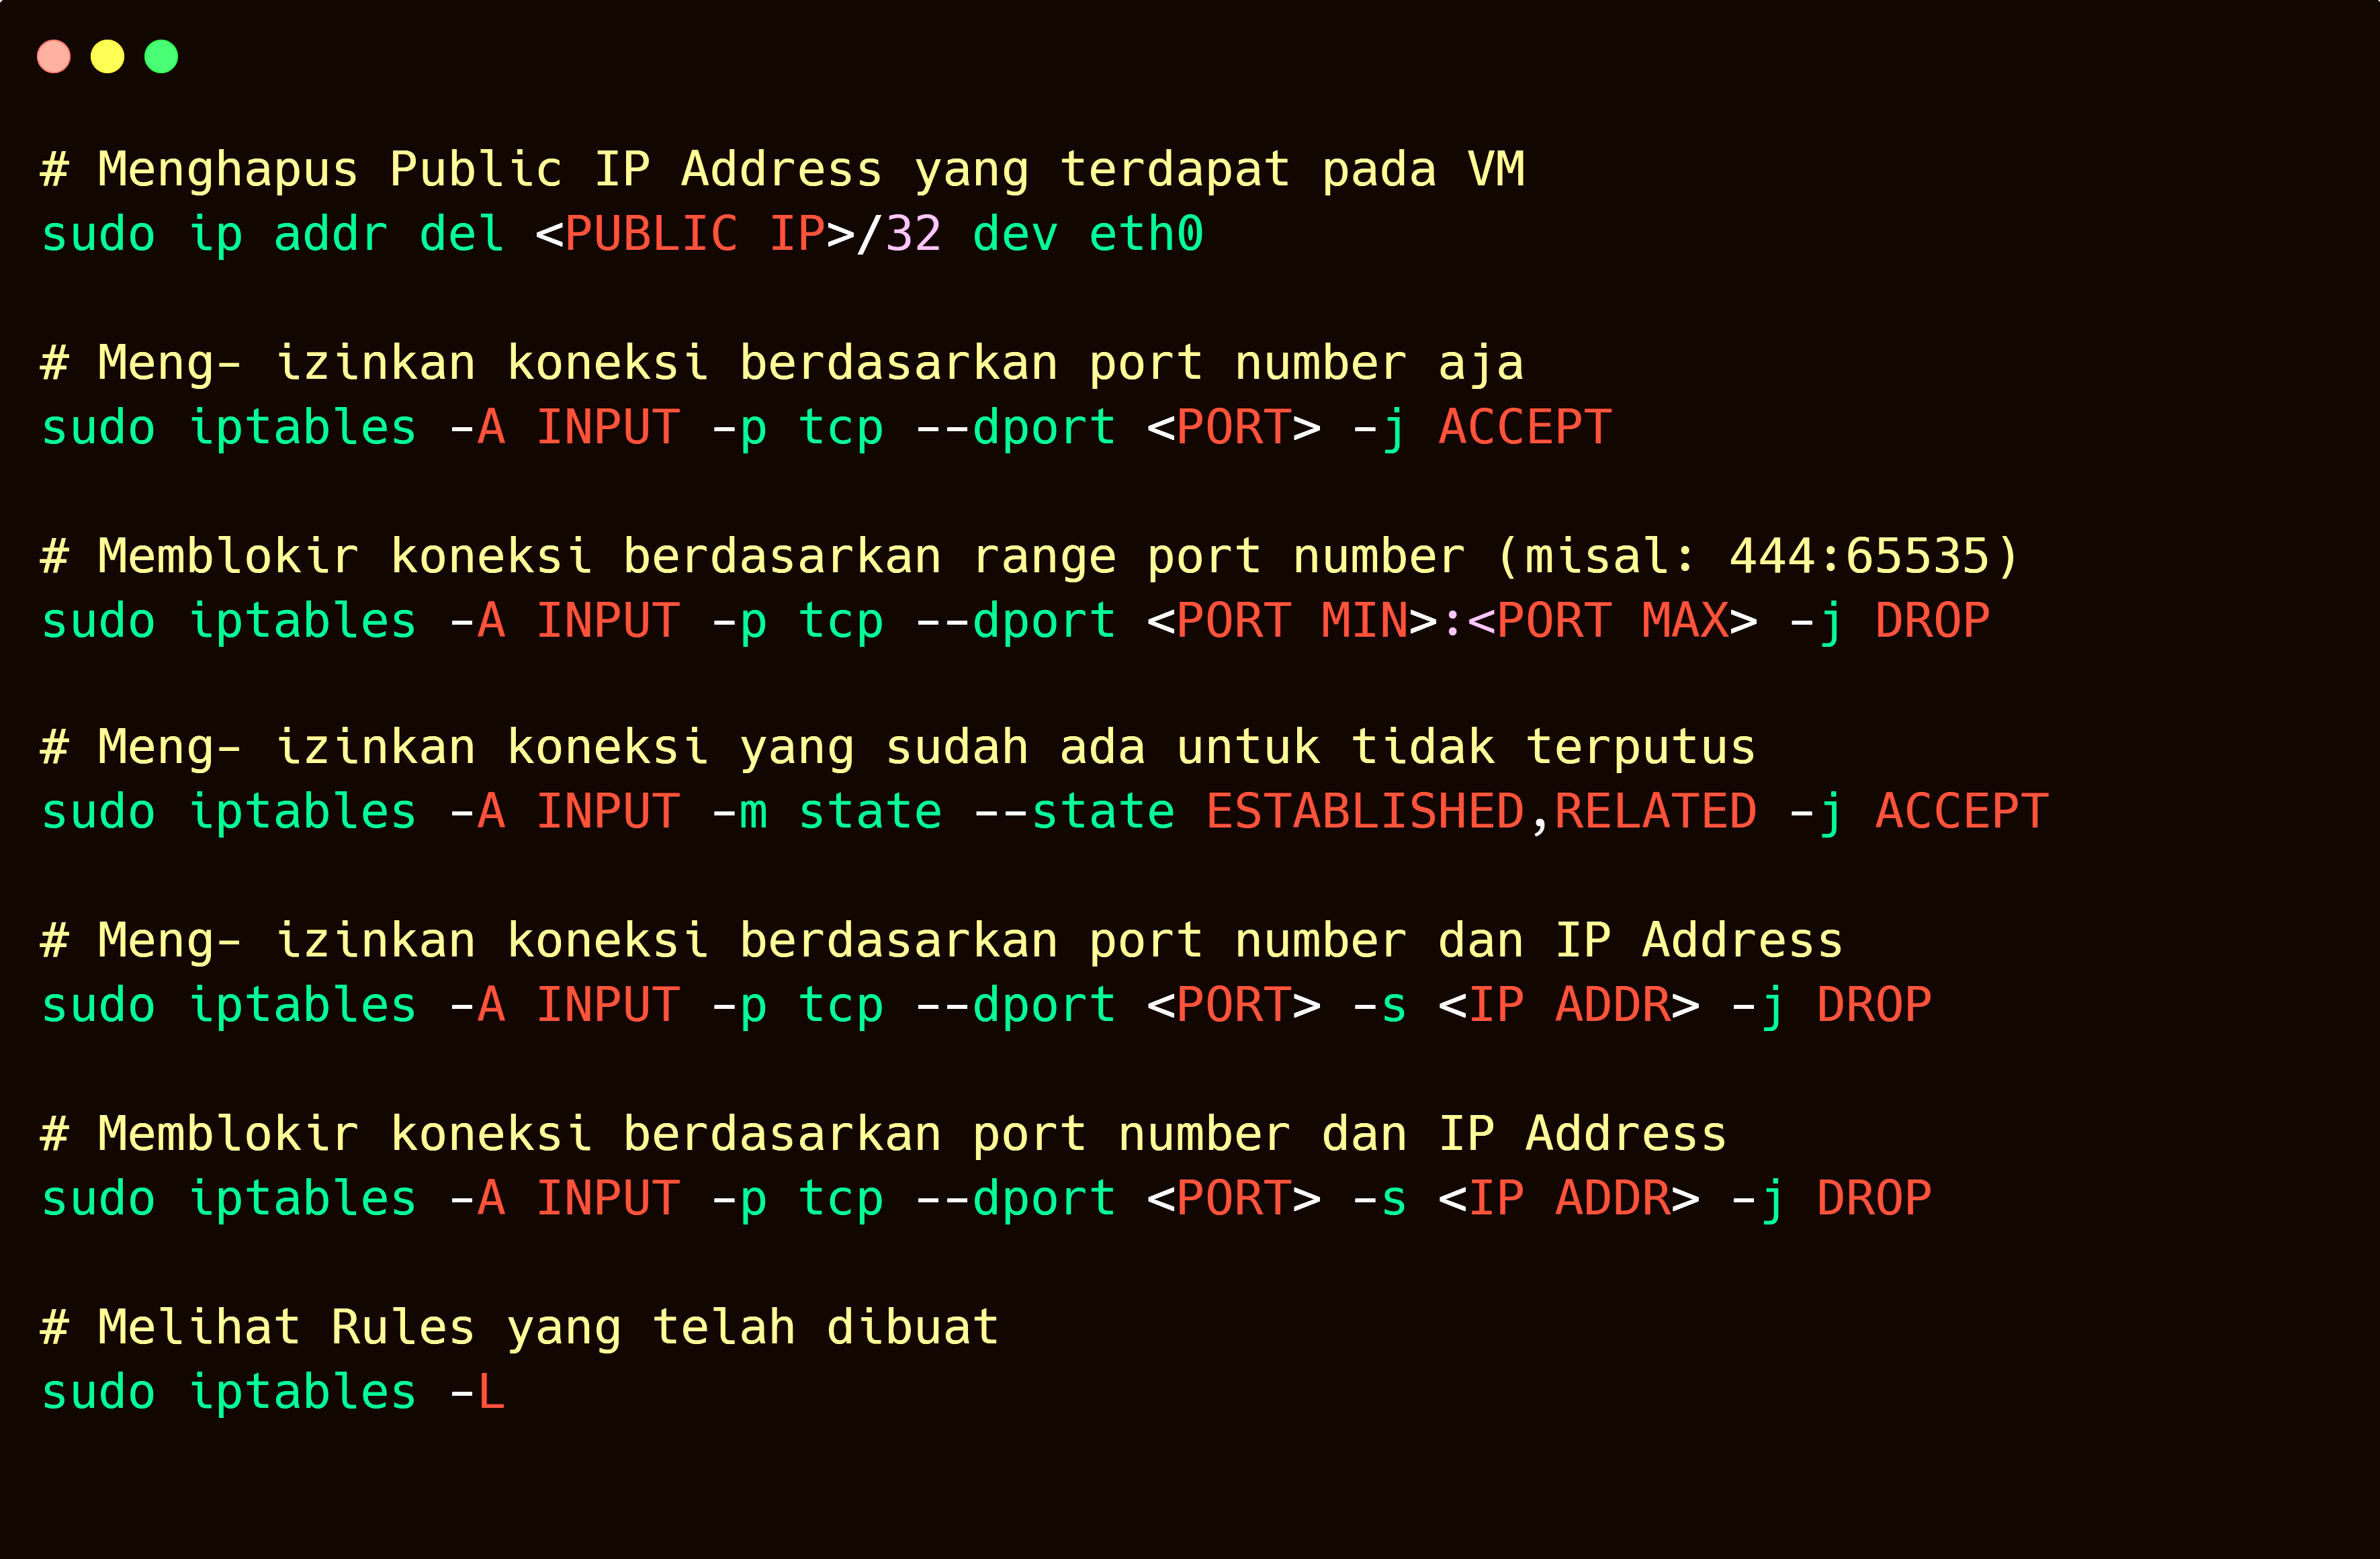 # Menghapus Public IP Address yang terdapat pada VM
sudo ip addr del <PUBLIC IP>/32 dev eth0
# Meng- izinkan koneksi berdasarkan port number aja
sudo iptables -A INPUT -p tcp --dport <PORT> -j ACCEPT
# Memblokir koneksi berdasarkan range port number (misal: 444:65535)
sudo iptables -A INPUT -p tcp --dport <PORT MIN>:<PORT MAX> -j DROP
# Meng- izinkan koneksi yang sudah ada untuk tidak terputus
sudo iptables -A INPUT -m state --state ESTABLISHED,RELATED -j ACCEPT
# Meng- izinkan koneksi berdasarkan port number dan IP Address
sudo iptables -A INPUT -p tcp --dport <PORT> -s <IP ADDR> -j DROP
# Memblokir koneksi berdasarkan port number dan IP Address
sudo iptables -A INPUT -p tcp --dport <PORT> -s <IP ADDR> -j DROP
# Melihat Rules yang telah dibuat
sudo iptables -L